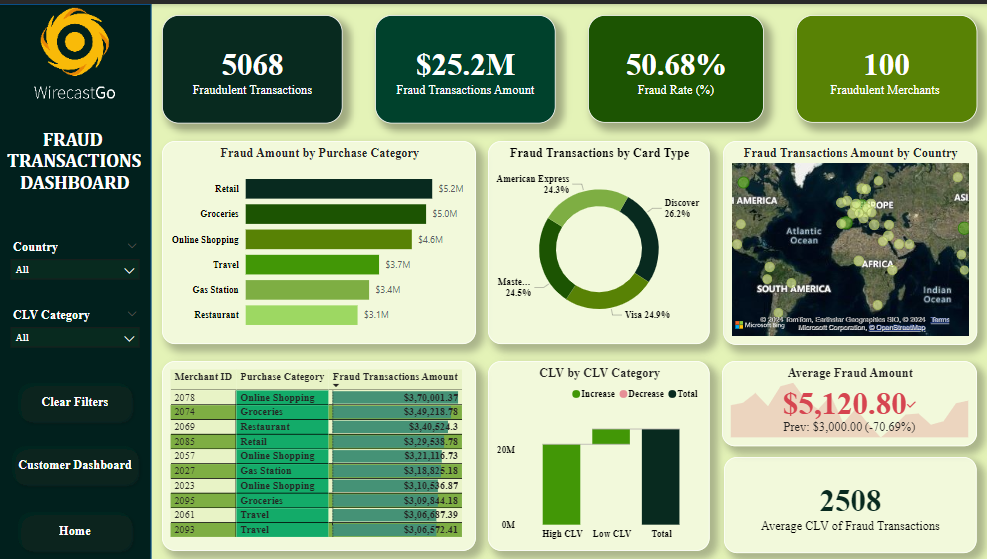 WirecastGo
FRAUD
TRANSACTIONS
DASHBOARD
Country
All
CLV Category
All
Clear Filters
Customer Dashboard
Home
5068
Fraudulent Transactions
$25.2M
Fraud Transactions Amount
50.68%
Fraud Rate (%)
100
Fraudulent Merchants
Fraud Amount by Purchase Category
Retail $5.2M
Groceries $5.0M
Online Shopping $4.6M
Travel $3.7M
Gas Station $3.4M
Restaurant $3.1M
Fraud Transactions by Card Type
American Express
24.3%
Discover
26.2%
Maste...
24.5%
Visa 24.9%
Fraud Transactions Amount by Country
AMERICA
EUROPE
ASI
Atlantic
Ocean
AFRICA
SOUTH AMERICA
Indian
Ocean
© 2024 TomTom, Earthstar Geographics SIO, © 2024 Terms
Microsoft Bing
Microsoft Corporation, © OpenStreetMap
Merchant ID Purchase Category Fraud Transactions Amount
2078 Online Shopping $3,70,001.37
2074 Groceries $3,49,218.78
2069 Restaurant $3,40,524.3
2085 Retail $3,29,538.78
2057 Online Shopping $3,21,116.73
2027 Gas Station $3,18,825.18
2023 Online Shopping $3,10,536.87
2095 Groceries $3,09,844.18
2061 Travel $3,06,687.39
2093 Travel $3,06,572.41
CLV by CLV Category
Increase Decrease Total
20M
0M
High CLV Low CLV Total
Average Fraud Amount
$5,120.80
Prev: $3,000.00 (-70.69%)
2508
Average CLV of Fraud Transactions